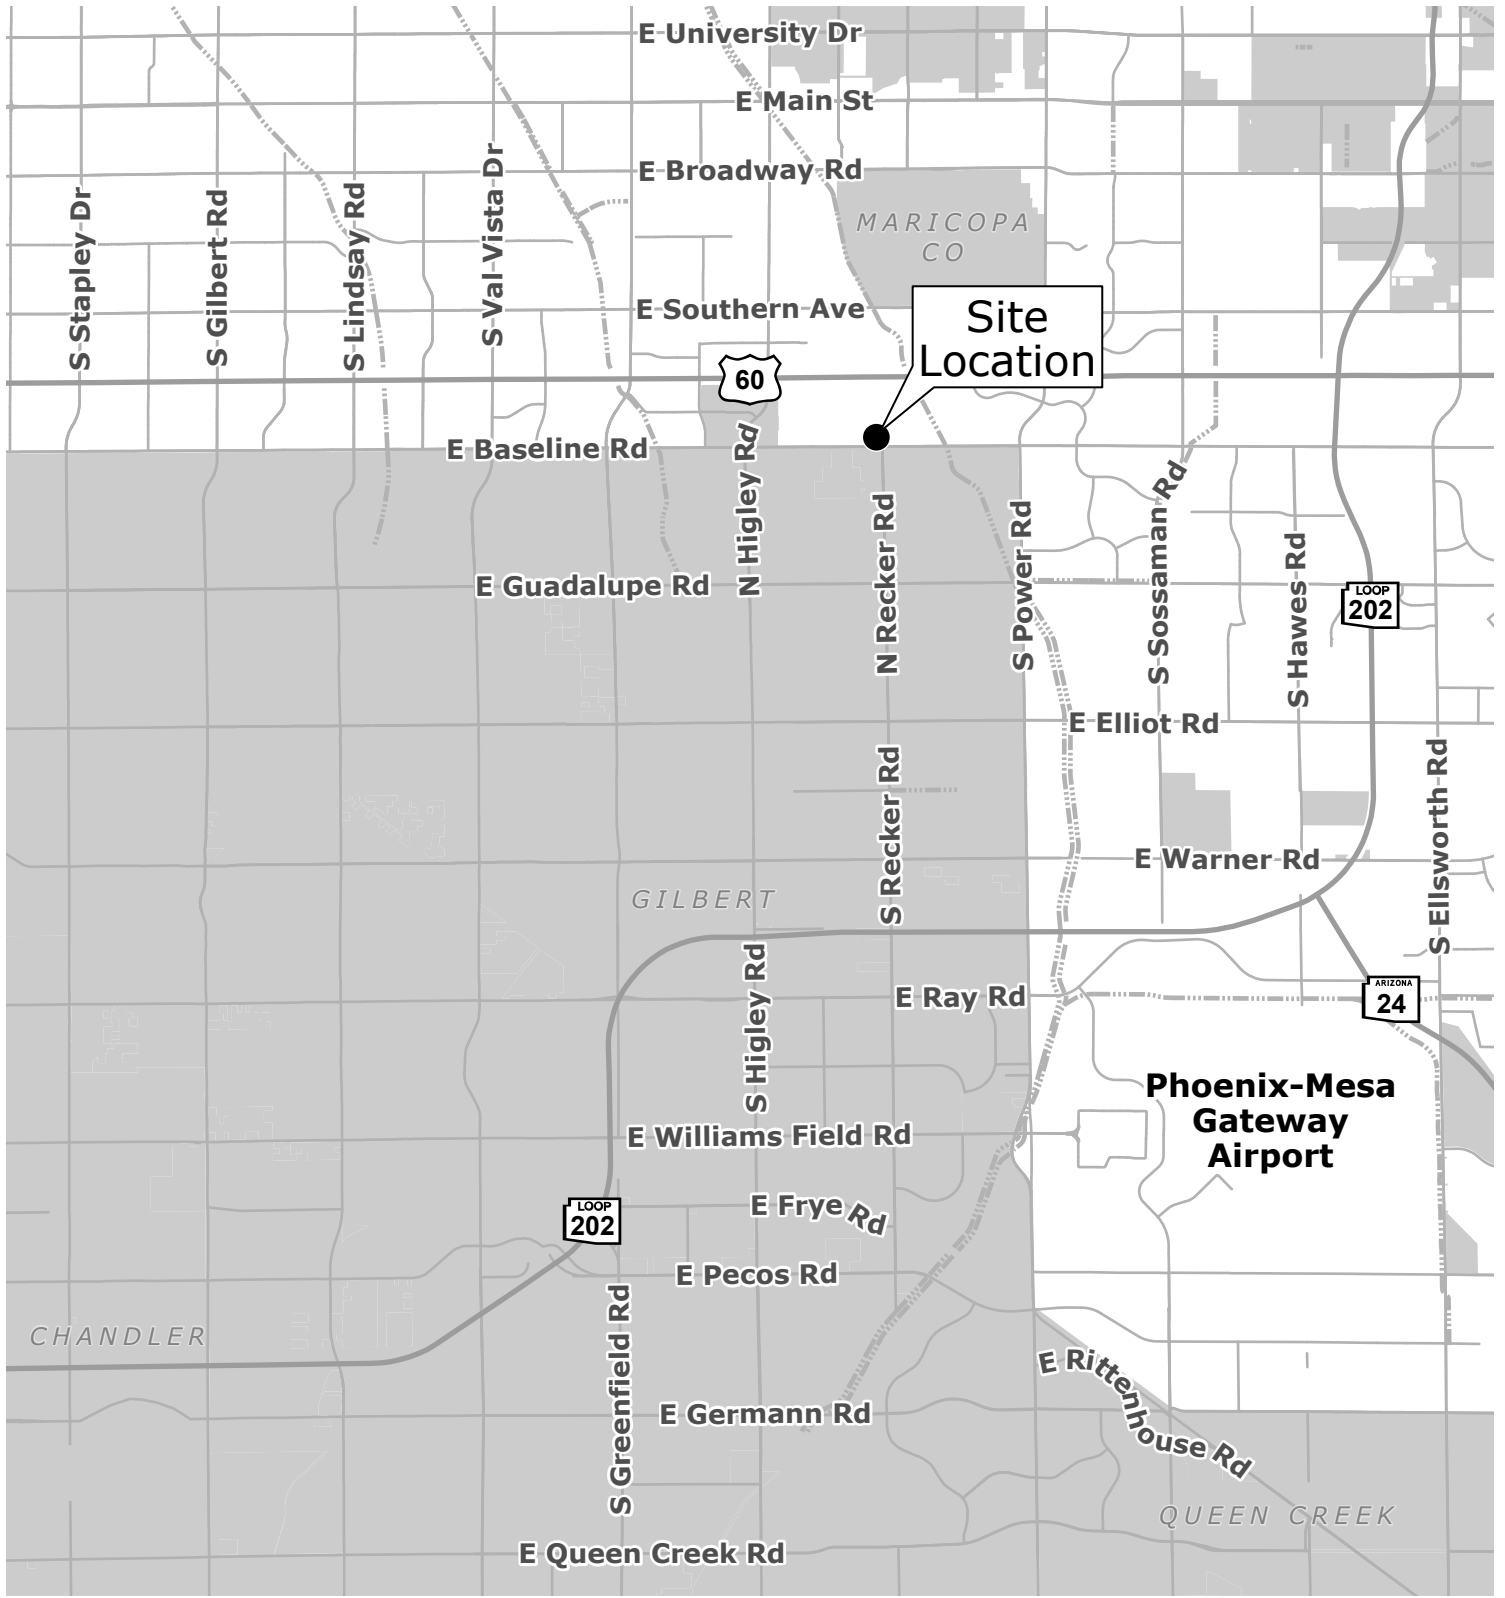 E University Dr
E Main St
E Broadway Rd
S Stapley Dr
S Gilbert Rd
S Lindsay Rd
S Val Vista Dr
MARICOPA
CO
E Southern Ave
Site
Location
60
E Baseline Rd
N Higley Rd
N Recker Rd
S Power Rd
S Sossaman Rd
S Hawes Rd
E Guadalupe Rd
LOOP
202
E Elliot Rd
S Recker Rd
S Ellsworth Rd
E Warner Rd
GILBERT
S Higley Rd
E Ray Rd
ARIZONA
24
Phoenix-Mesa
Gateway
Airport
E Williams Field Rd
LOOP
202
E Frye Rd
E Pecos Rd
S Greenfield Rd
CHANDLER
E Rittenhouse Rd
E Germann Rd
QUEEN CREEK
E Queen Creek Rd